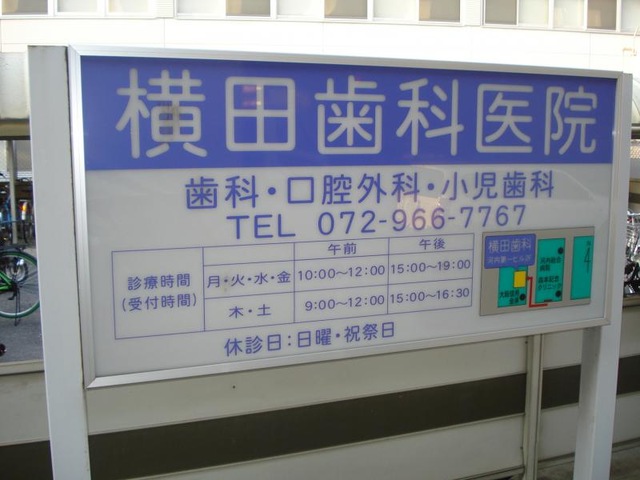 横田歯科医院
歯科・口腔外科・小児歯科
TEL 072-966-7767
午前 午後
診療時間 (受付時間)
月・火・水・金 10:00〜12:00 15:00〜19:00
木・土 9:00〜12:00 15:00〜16:30
休診日:日曜・祝祭日
横田歯科